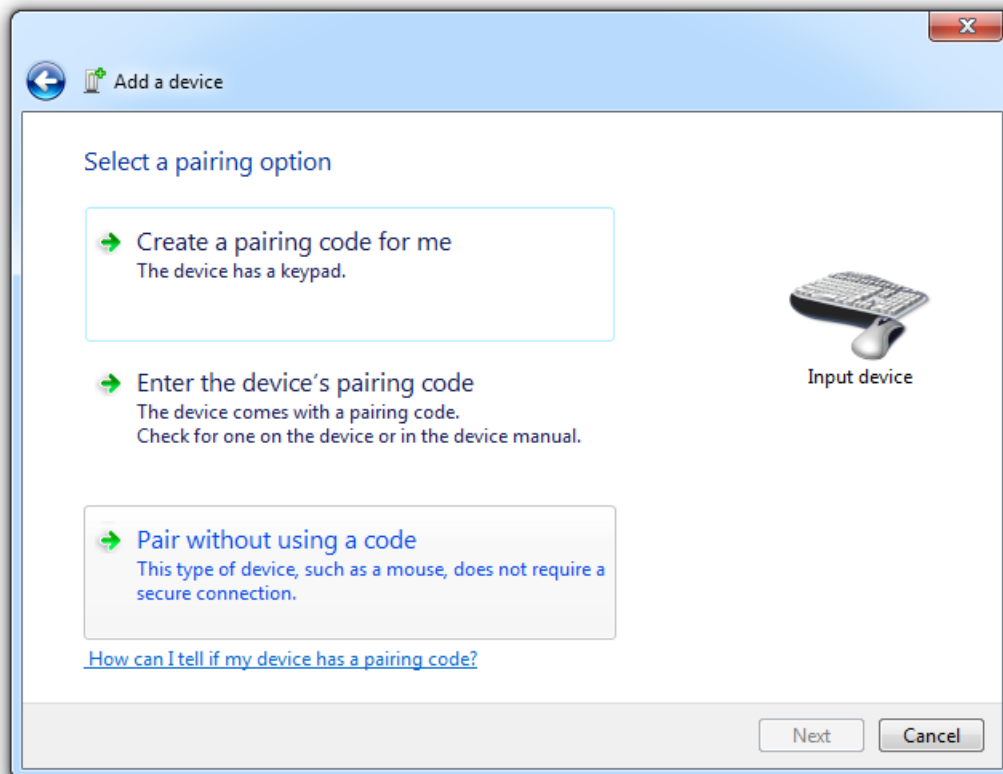 Add a device
Select a pairing option
Create a pairing code for me
The device has a keypad.
Input device
Enter the device's pairing code
The device comes with a pairing code.
Check for one on the device or in the device manual.
Pair without using a code
This type of device, such as a mouse, does not require a
secure connection.
How can I tell if my device has a pairing code?
Next
Cancel